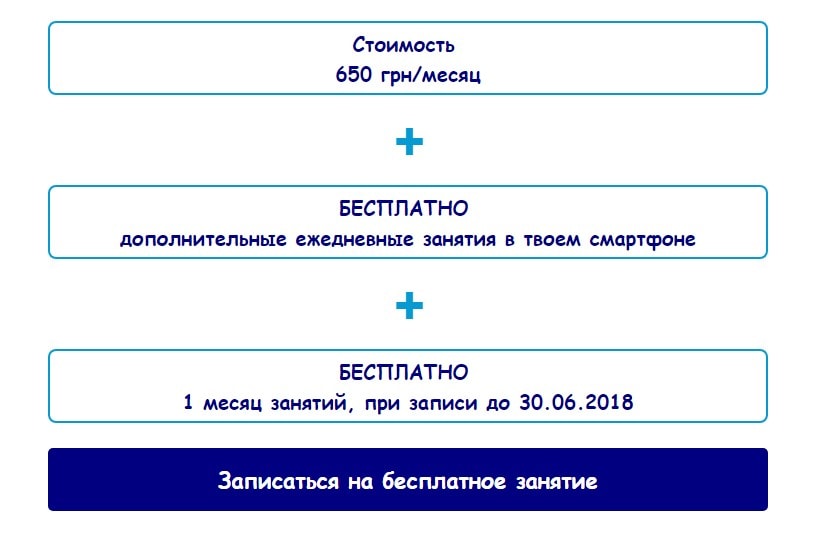 Стоимость
650 грн/месяц
+
БЕСПЛАТНО
дополнительные ежедневные занятия в твоем смартфоне
+
БЕСПЛАТНО
1 месяц занятий, при записи до 30.06.2018
Записаться на бесплатное занятие